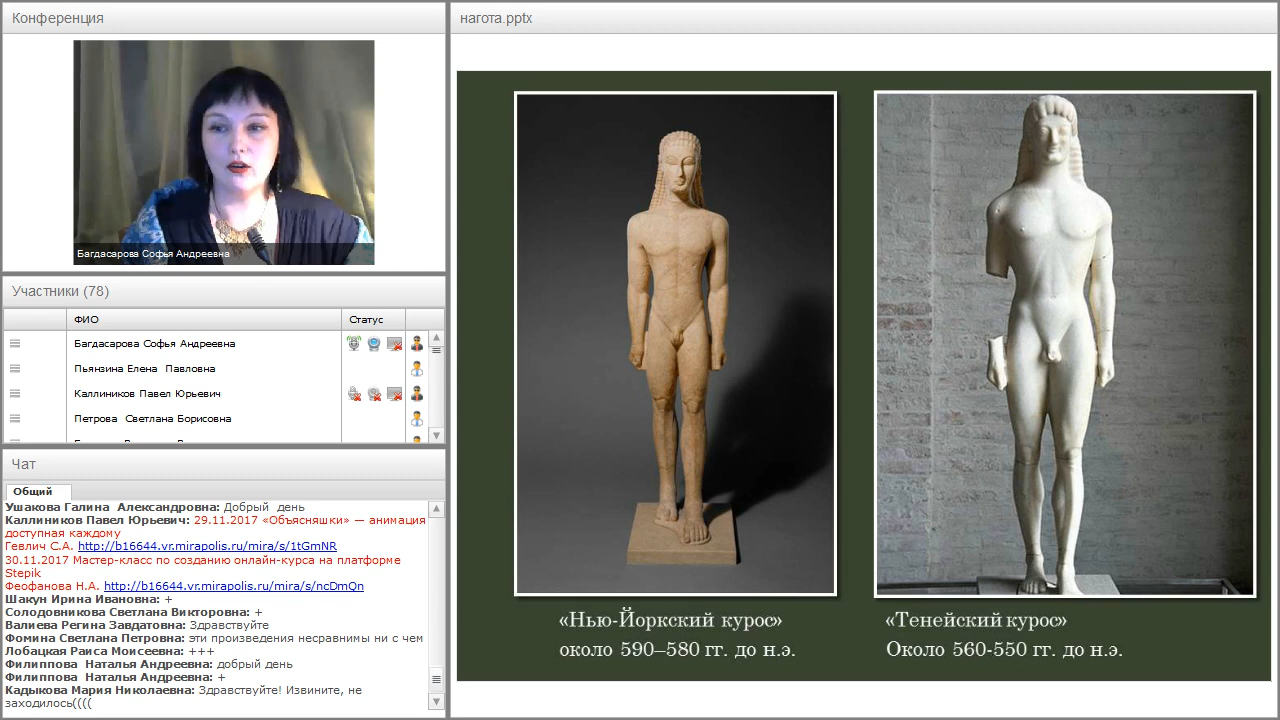 Конференция
Багдасарова Софья Андреевна
Участники (78)
ФИО
Статус
Багдасарова Софья Андреевна
Пьянзина Елена Павловна
Каллиников Павел Юрьевич
Петрова Светлана Борисовна
Чат
Общий
Ушакова Галина Александровна: Добрый день
Каллиников Павел Юрьевич: 29.11.2017 «Объясняшки» — анимация
доступная каждому
Гевлич С.А. http://b16644.vr.mirapolis.ru/mira/s/1tGmNR
30.11.2017 Мастер-класс по созданию онлайн-курса на платформе
Stepik
Феофанова Н.А. http://b16644.vr.mirapolis.ru/mira/s/ncDmQn
Шакун Ирина Ивановна: +
Солодовникова Светлана Викторовна: +
Валиева Регина Завдатовна: Здравствуйте
Фомина Светлана Петровна: эти произведения несравнимы ни с чем
Лобацкая Раиса Моисеевна: +++
Филиппова Наталья Андреевна: добрый день
Филиппова Наталья Андреевна: +
Кадыкова Мария Николаевна: Здравствуйте! Извините, не
заходилось((((
нагота.pptx
«Нью-Йоркский курос»
около 590–580 гг. до н.э.
«Тенейский курос»
Около 560-550 гг. до н.э.